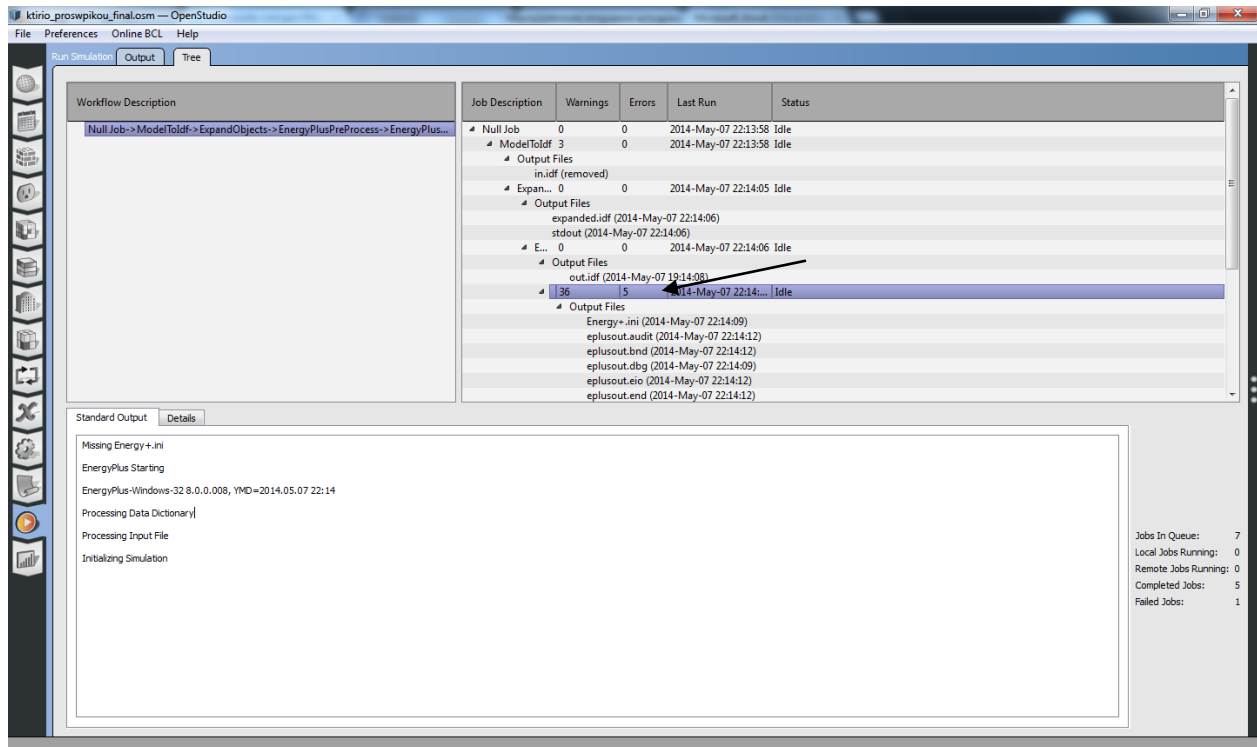 ktirio_proswpikou_final.osm — OpenStudio
File Preferences Online BCL Help
Run Simulation Output Tree
Workflow Description
Null Job->ModelToIdf->ExpandObjects->EnergyPlusPreProcess->EnergyPlus...
Job Description Warnings Errors Last Run Status
Null Job 0 0 2014-May-07 22:13:58 Idle
ModelToIdf 3 0 2014-May-07 22:13:58 Idle
Output Files
in.idf (removed)
Expan... 0 0 2014-May-07 22:14:05 Idle
Output Files
expanded.idf (2014-May-07 22:14:06)
stdout (2014-May-07 22:14:06)
E... 0 0 2014-May-07 22:14:06 Idle
Output Files
out.idf (2014-May-07 19:14:08)
36 5 2014-May-07 22:14:... Idle
Output Files
Energy+.ini (2014-May-07 22:14:09)
eplusout.audit (2014-May-07 22:14:12)
eplusout.bnd (2014-May-07 22:14:12)
eplusout.dbg (2014-May-07 22:14:09)
eplusout.eio (2014-May-07 22:14:12)
eplusout.end (2014-May-07 22:14:12)
Standard Output Details
Missing Energy+.ini
EnergyPlus Starting
EnergyPlus-Windows-32 8.0.0.008, YMD=2014.05.07 22:14
Processing Data Dictionary
Processing Input File
Initializing Simulation
Jobs In Queue: 7
Local Jobs Running: 0
Remote Jobs Running: 0
Completed Jobs: 5
Failed Jobs: 1